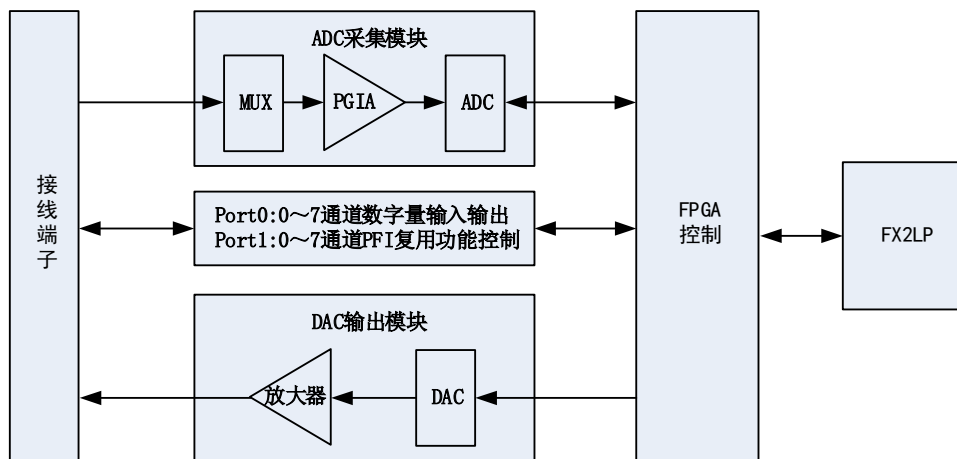 接线端子
ADC采集模块
MUX
PGIA
ADC
Port0:0～7通道数字量输入输出
Port1:0～7通道PFI复用功能控制
DAC输出模块
放大器
DAC
FPGA
控制
FX2LP